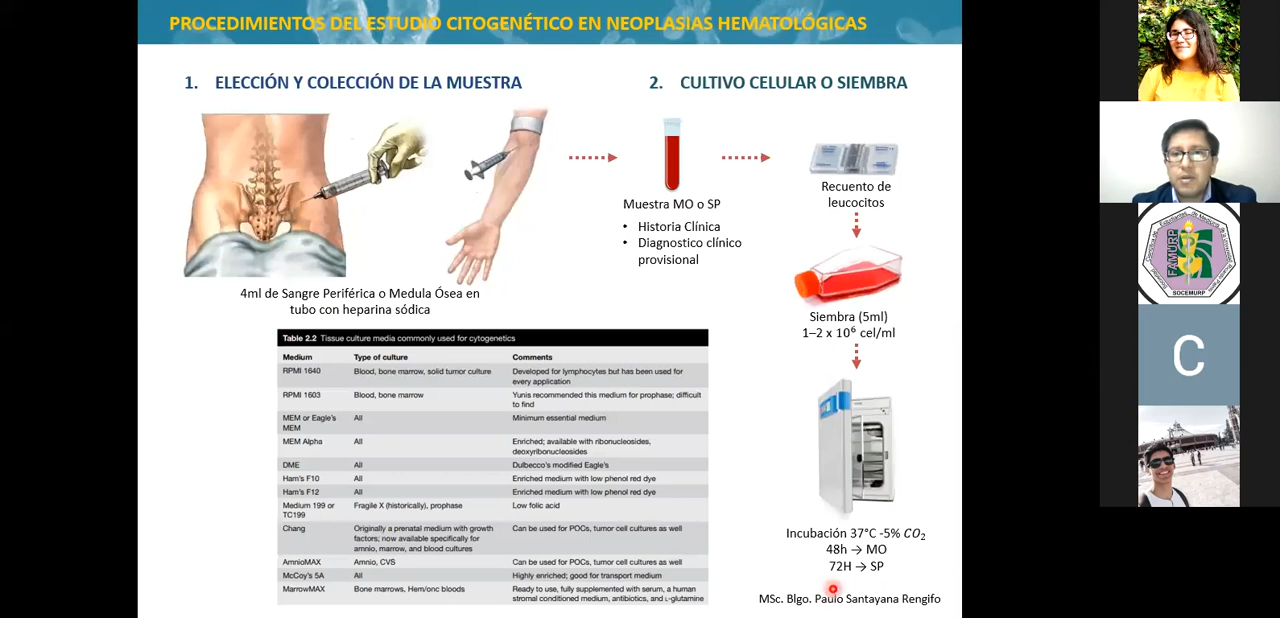 PROCEDIMIENTOS DEL ESTUDIO CITOGENÉTICO EN NEOPLASIAS HEMATOLÓGICAS
1. ELECCIÓN Y COLECCIÓN DE LA MUESTRA
4ml de Sangre Periférica o Medula Ósea en
tubo con heparina sódica
Muestra MO o SP
• Historia Clínica
• Diagnostico clínico
provisional
2. CULTIVO CELULAR O SIEMBRA
Recuento de
leucocitos
Siembra (5ml)
1–2 x 10⁶ cel/ml
Incubación 37°C -5% CO₂
48h → MO
72H → SP
MSc. Blgo. Paulo Santayana Rengifo
Table 2.2 Tissue culture media commonly used for cytogenetics
Medium Type of culture Comments
RPMI 1640 Blood, bone marrow, solid tumor culture Developed for lymphocytes but has been used for
every application
RPMI 1603 Blood, bone marrow Yunis recommended this medium for prophase; difficult
to find
MEM or Eagle's All Minimum essential medium
MEM
MEM Alpha All Enriched; available with ribonucleosides,
deoxyribonucleosides
DME All Dulbecco's modified Eagle's
Ham's F10 All Enriched medium with low phenol red dye
Ham's F12 All Enriched medium with low phenol red dye
Medium 199 or Fragile X (historically), prophase Low folic acid
TC199
Chang Originally a prenatal medium with growth Can be used for POCs, tumor cell cultures as well
factors; now available specifically for
amnio, marrow, and blood cultures
AmnioMAX Amnio, CVS Can be used for POCs, tumor cell cultures as well
McCoy's 5A All Highly enriched; good for transport medium
MarrowMAX Bone marrows, Hem/onc bloods Ready to use, fully supplemented with serum, a human
stromal conditioned medium, antibiotics, and L-glutamine
FAMURP
SOCEMURP
C